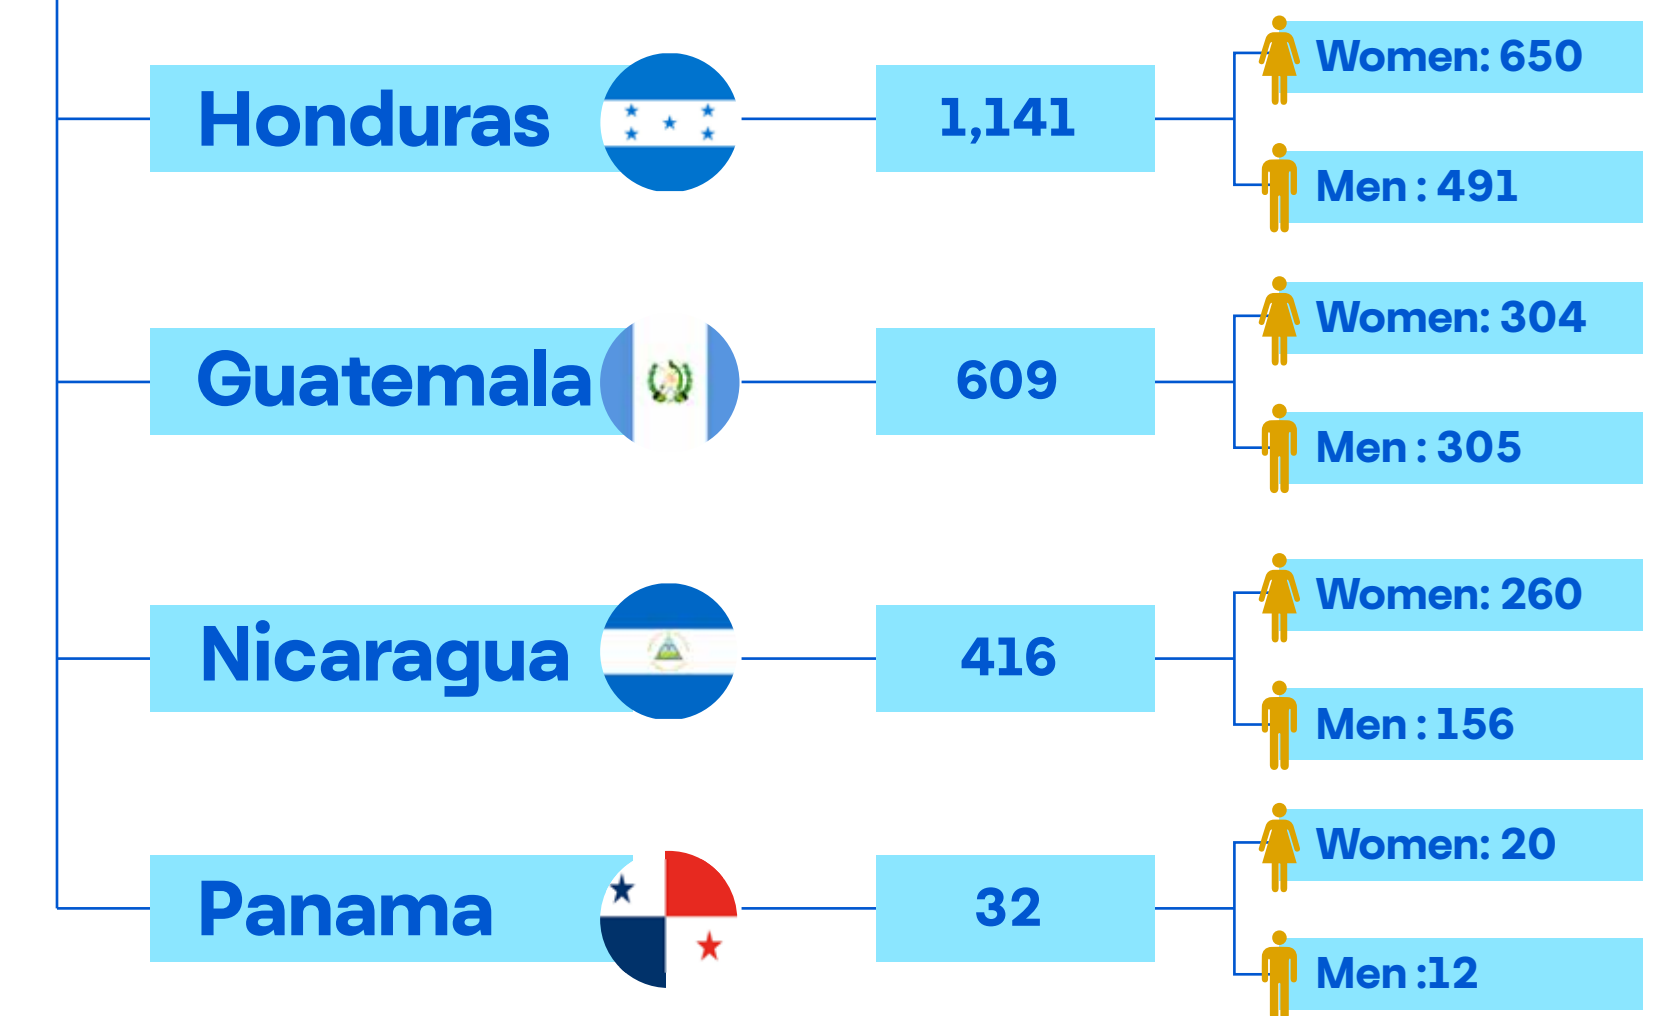 Honduras
1,141
Women: 650
Men : 491
Guatemala
609
Women: 304
Men : 305
Nicaragua
416
Women: 260
Men : 156
Panama
32
Women: 20
Men :12